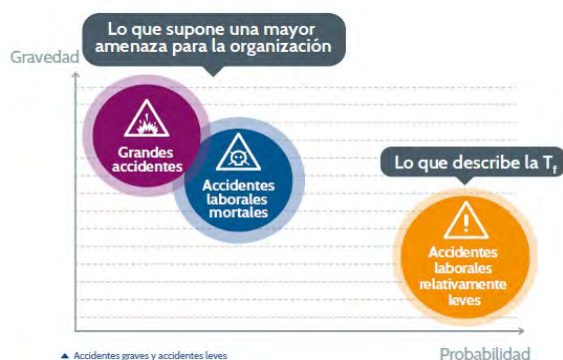 Lo que supone una mayor
amenaza para la organización
Gravedad
Grandes
accidentes
Accidentes
laborales
mortales
Lo que describe la Tf
!
Accidentes
laborales
relativamente
leves
▲ Accidentes graves y accidentes leves
Probabilidad